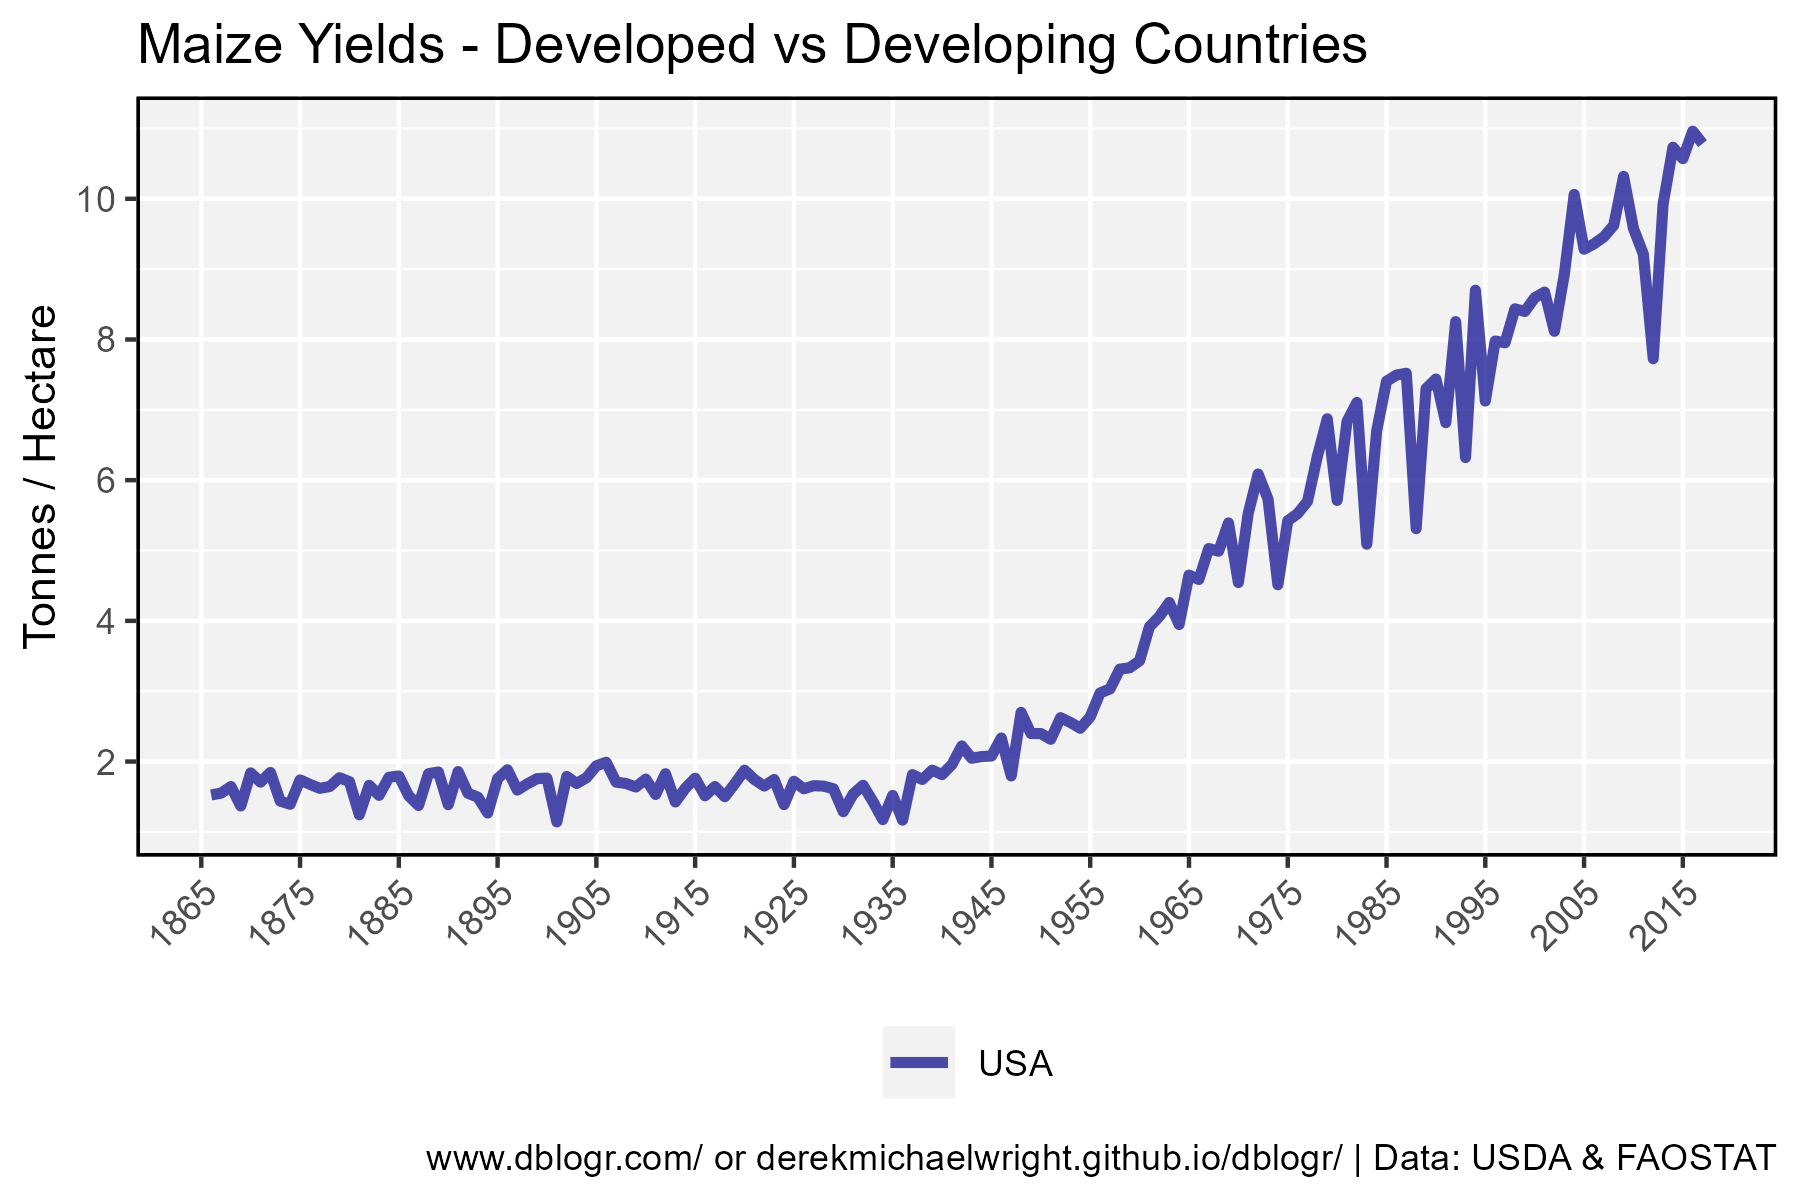 Maize Yields - Developed vs Developing Countries
Tonnes / Hectare
10
8
6
4
2
1865 1875 1885 1895 1905 1915 1925 1935 1945 1955 1965 1975 1985 1995 2005 2015
USA
www.dblogr.com/ or derekmichaelwright.github.io/dblogr/ | Data: USDA & FAOSTAT